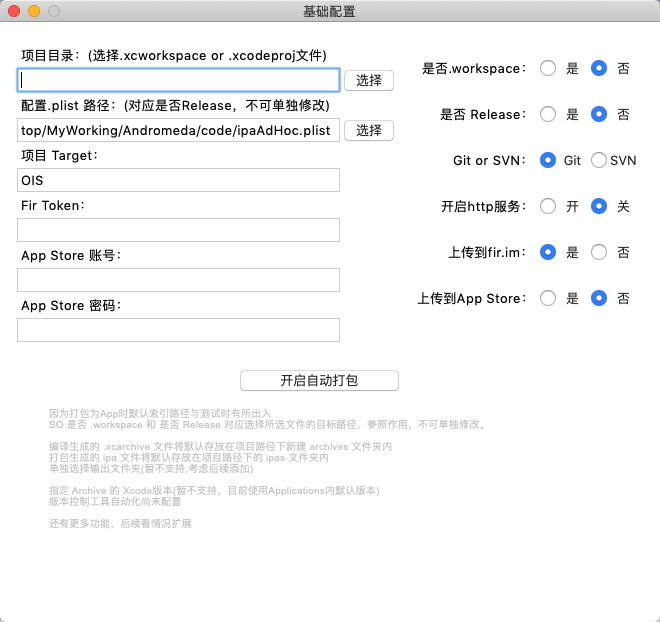 基础配置
项目目录：(选择.xcworkspace or .xcodeproj文件)
选择
配置.plist 路径：(对应是否Release，不可单独修改)
top/MyWorking/Andromeda/code/ipaAdHoc.plist
选择
项目 Target：
OIS
Fir Token：
App Store 账号：
App Store 密码：
是否.workspace： 是 否
是否 Release： 是 否
Git or SVN： Git SVN
开启http服务： 开 关
上传到fir.im： 是 否
上传到App Store： 是 否
开启自动打包
因为打包为App时默认索引路径与测试时有所出入
SO 是否 .workspace 和 是否 Release 对应选择所选文件的目标路径，参照作用，不可单独修改。
编译生成的 .xcarchive 文件将默认存放在项目路径下新建 archives 文件夹内
打包生成的 ipa 文件将默认存放在项目路径下的 ipas 文件夹内
单独选择输出文件夹(暂不支持,考虑后续添加)
指定 Archive 的 Xcode版本(暂不支持，目前使用Applications内默认版本)
版本控制工具自动化尚未配置
还有更多功能，后续看情况扩展